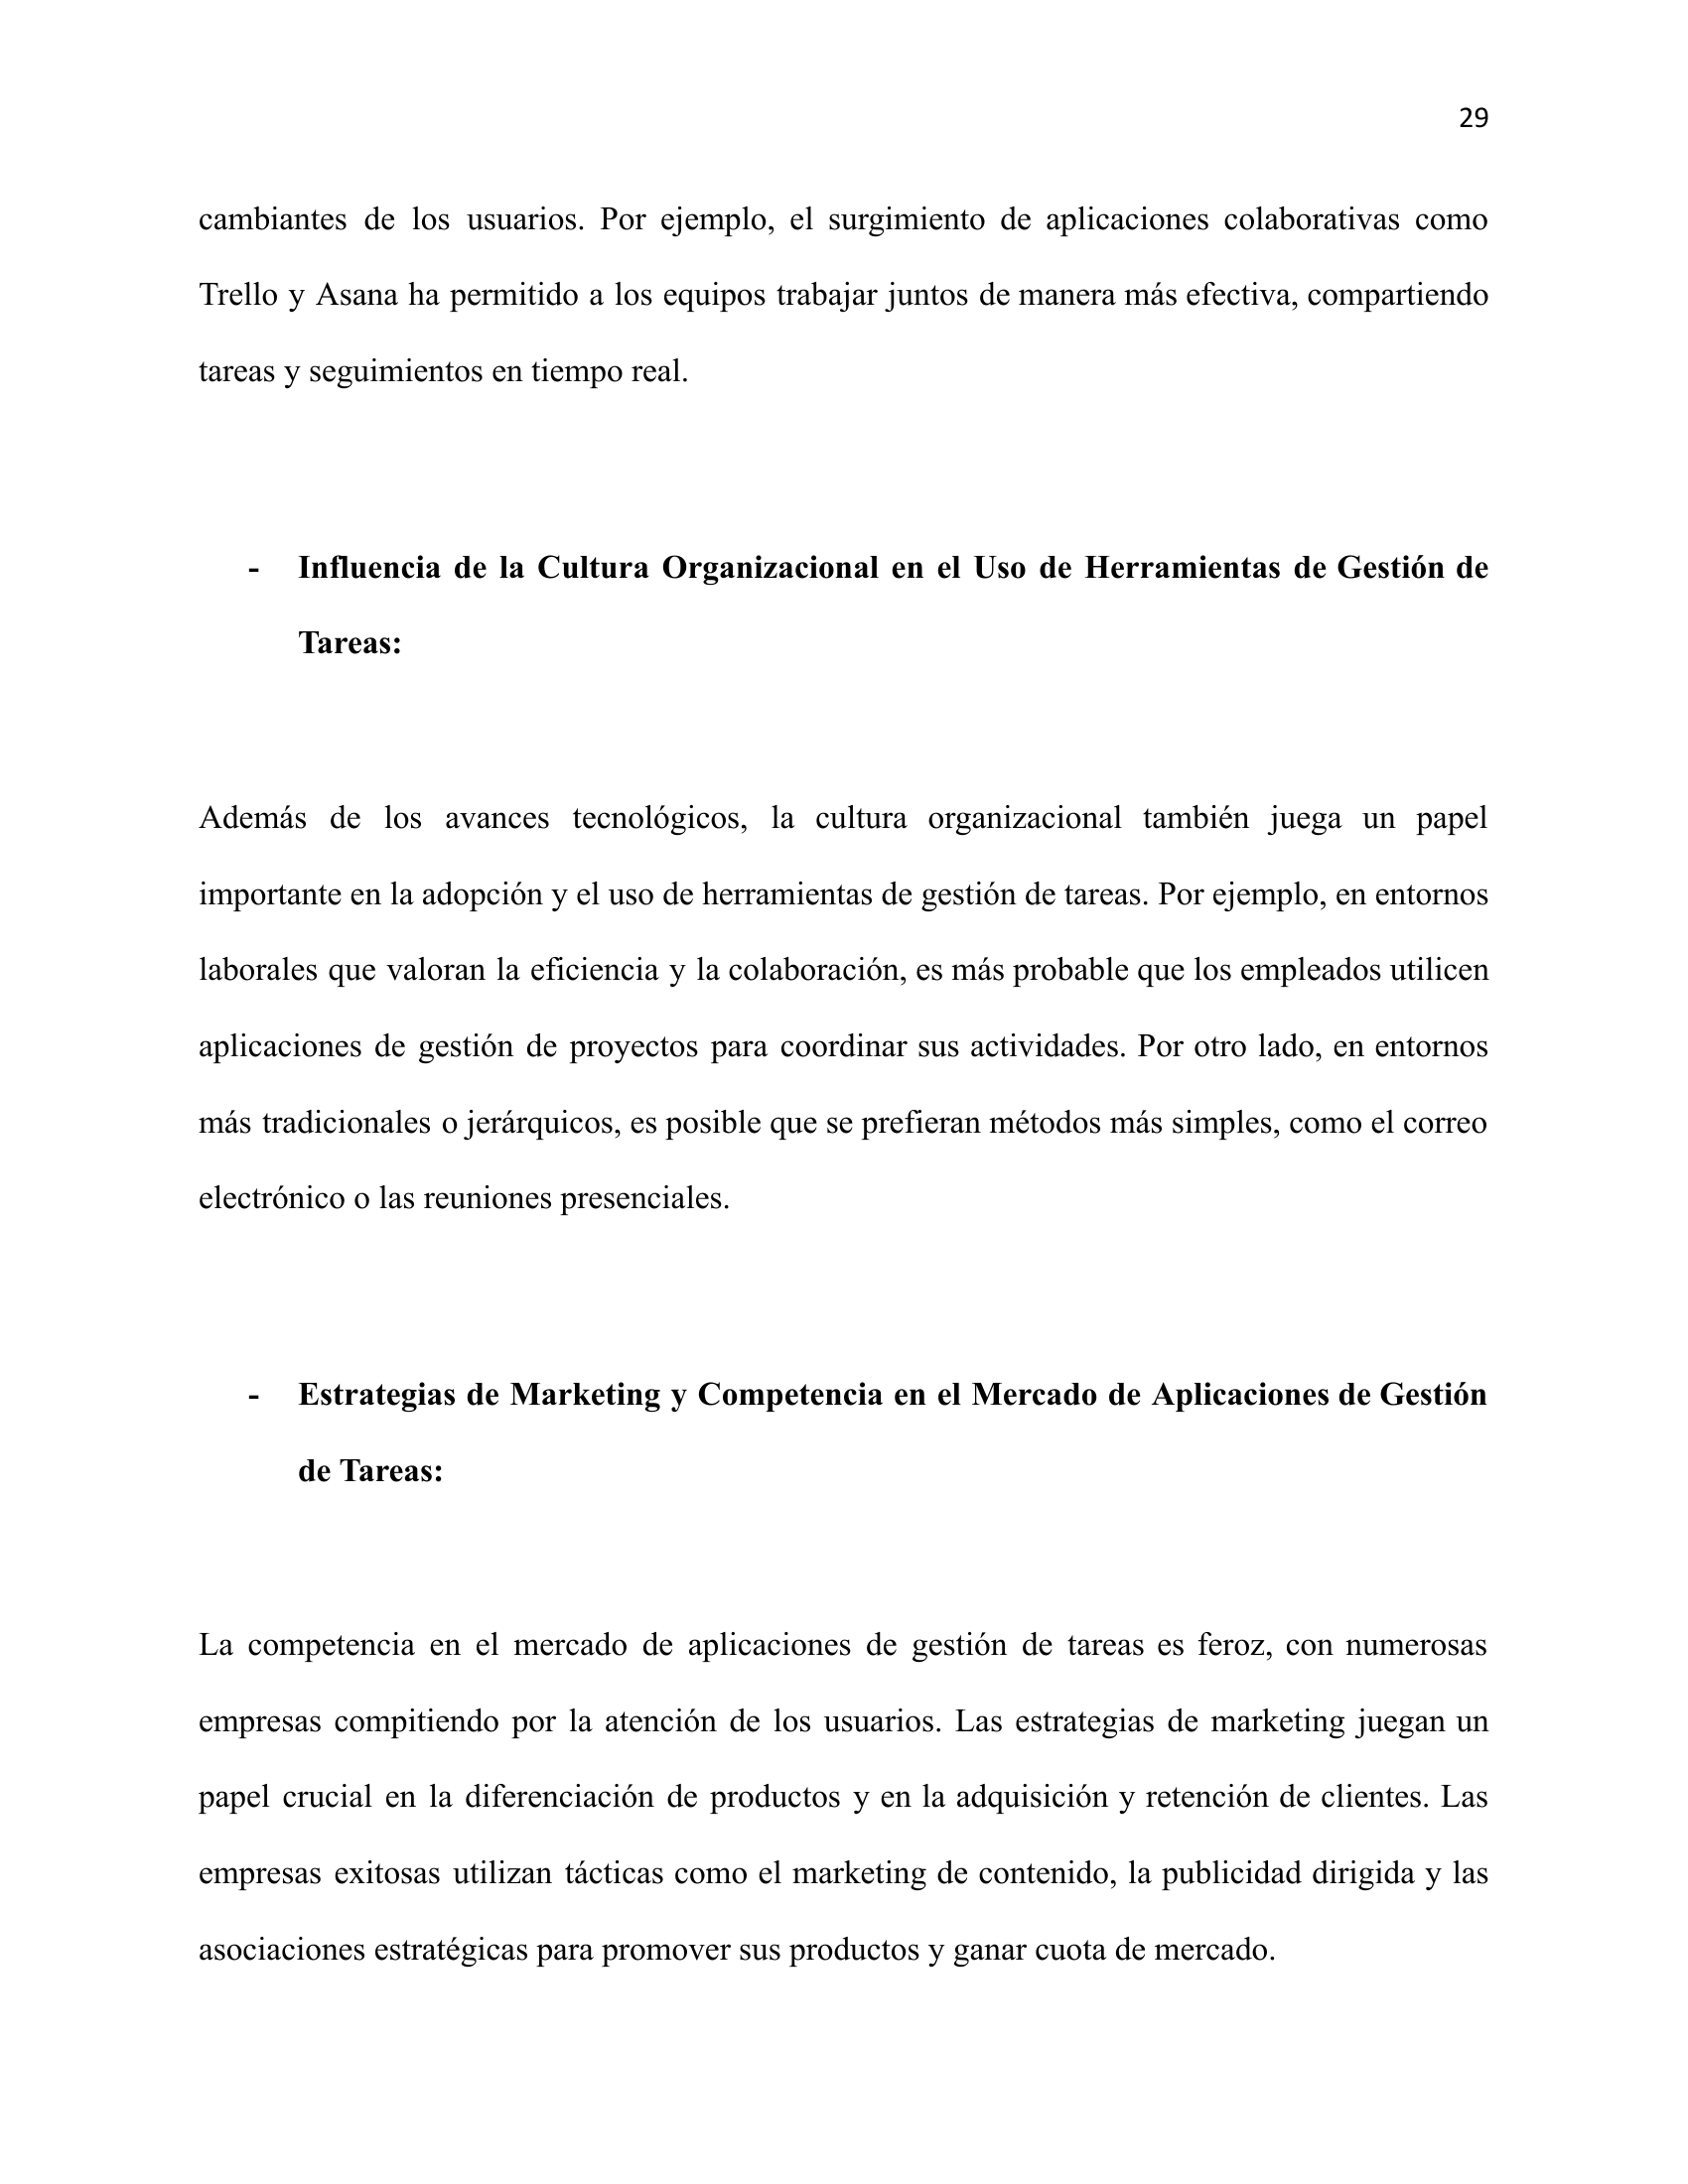 29
cambiantes de los usuarios. Por ejemplo, el surgimiento de aplicaciones colaborativas como
Trello y Asana ha permitido a los equipos trabajar juntos de manera más efectiva, compartiendo
tareas y seguimientos en tiempo real.
- Influencia de la Cultura Organizacional en el Uso de Herramientas de Gestión de
Tareas:
Además de los avances tecnológicos, la cultura organizacional también juega un papel
importante en la adopción y el uso de herramientas de gestión de tareas. Por ejemplo, en entornos
laborales que valoran la eficiencia y la colaboración, es más probable que los empleados utilicen
aplicaciones de gestión de proyectos para coordinar sus actividades. Por otro lado, en entornos
más tradicionales o jerárquicos, es posible que se prefieran métodos más simples, como el correo
electrónico o las reuniones presenciales.
- Estrategias de Marketing y Competencia en el Mercado de Aplicaciones de Gestión
de Tareas:
La competencia en el mercado de aplicaciones de gestión de tareas es feroz, con numerosas
empresas compitiendo por la atención de los usuarios. Las estrategias de marketing juegan un
papel crucial en la diferenciación de productos y en la adquisición y retención de clientes. Las
empresas exitosas utilizan tácticas como el marketing de contenido, la publicidad dirigida y las
asociaciones estratégicas para promover sus productos y ganar cuota de mercado.